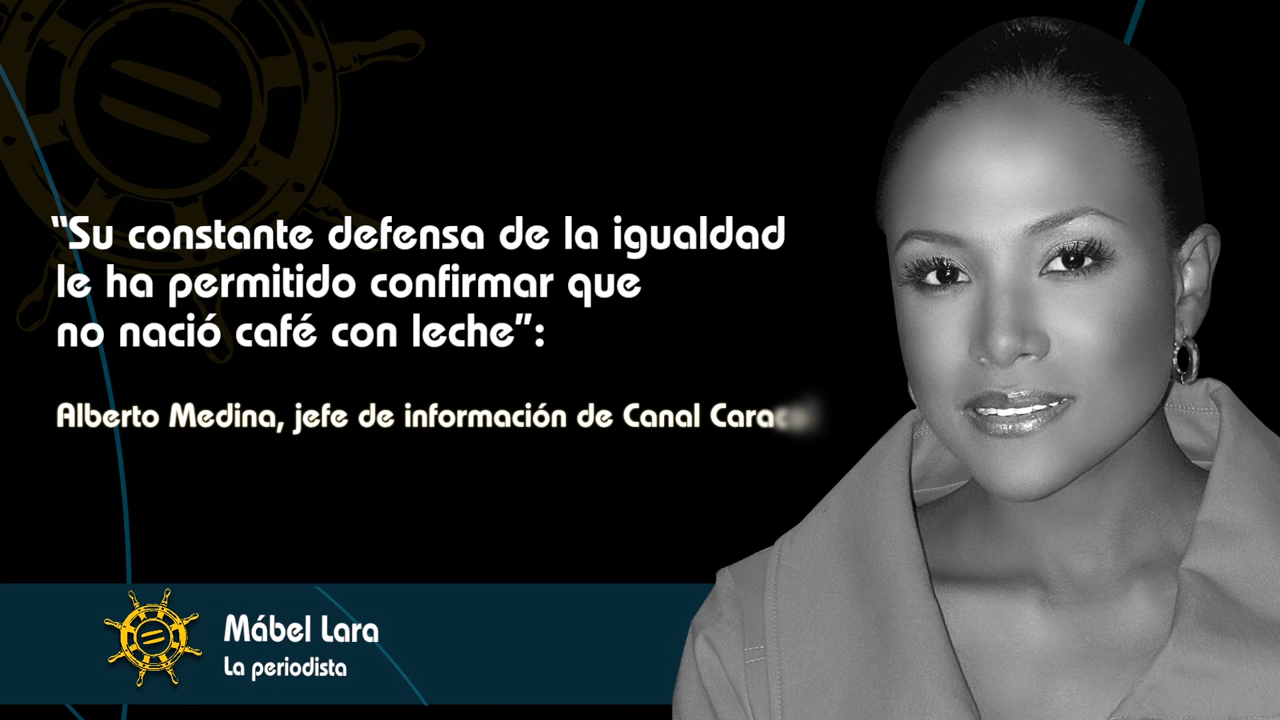 “Su constante defensa de la igualdad
le ha permitido confirmar que
no nació café con leche”:
Alberto Medina, jefe de información de Canal
Mábel Lara
La periodista